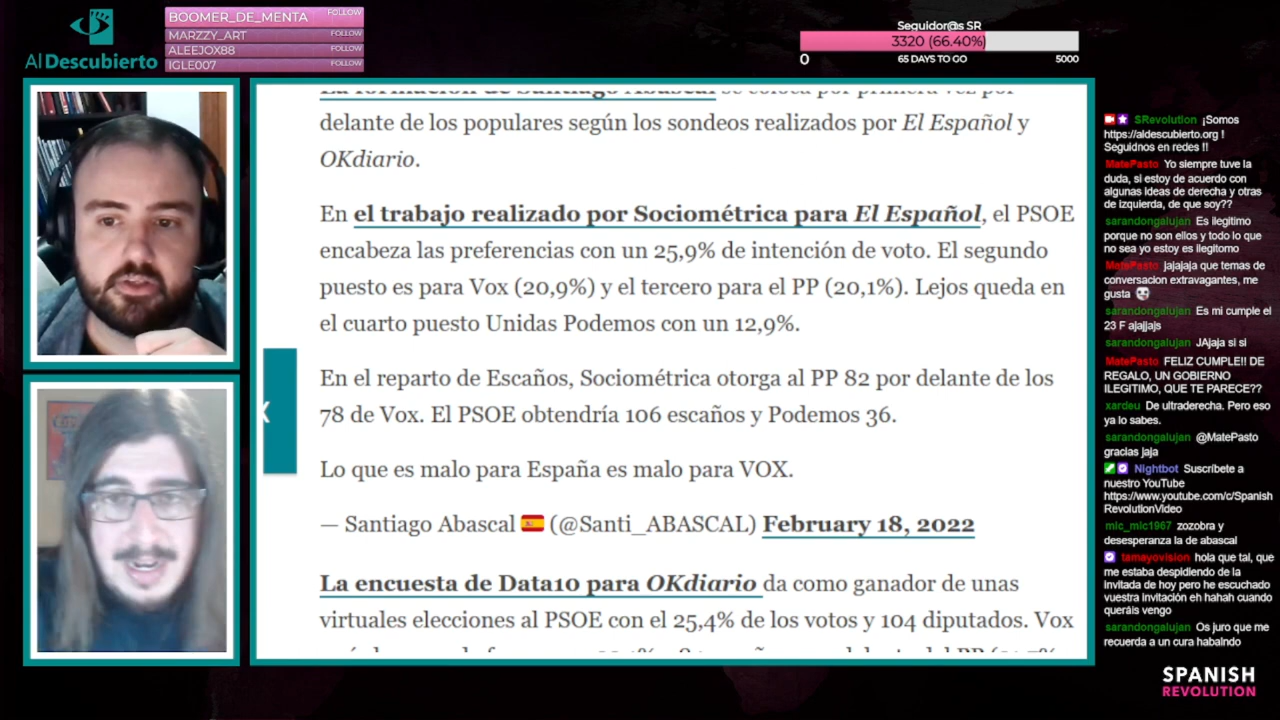 Al Descubierto
BOOMER_DE_MENTA FOLLOW
MARZZY_ART FOLLOW
ALEEJOX88 FOLLOW
IGLE007 FOLLOW
Seguidor@s SR
3320 (66.40%)
0 65 DAYS TO GO 5000
La formación de Santiago Abascal se coloca por primera vez por
delante de los populares según los sondeos realizados por El Español y
OKdiario.
En el trabajo realizado por Sociométrica para El Español, el PSOE
encabeza las preferencias con un 25,9% de intención de voto. El segundo
puesto es para Vox (20,9%) y el tercero para el PP (20,1%). Lejos queda en
el cuarto puesto Unidas Podemos con un 12,9%.
En el reparto de Escaños, Sociométrica otorga al PP 82 por delante de los
78 de Vox. El PSOE obtendría 106 escaños y Podemos 36.
Lo que es malo para España es malo para VOX.
— Santiago Abascal (@Santi_ABASCAL) February 18, 2022
La encuesta de Data10 para OKdiario da como ganador de unas
virtuales elecciones al PSOE con el 25,4% de los votos y 104 diputados. Vox
SRevolution ¡Somos
https://aldescubierto.org !
Seguidnos en redes !!
MatePasto Yo siempre tuve la
duda, si estoy de acuerdo con
algunas ideas de derecha y otras
de izquierda, de que soy??
sarandongalujan Es ilegitimo
porque no son ellos y todo lo que
no sea yo estoy es ilegitomo
MatePasto jajajaja que temas de
conversacion extravagantes, me
gusta
sarandongalujan Es mi cumple el
23 F ajajjajs
sarandongalujan JAjaja si si
MatePasto FELIZ CUMPLE!! DE
REGALO, UN GOBIERNO
ILEGITIMO, QUE TE PARECE??
xardeu De ultraderecha. Pero eso
ya lo sabes.
sarandongalujan @MatePasto
gracias jaja
Nightbot Suscríbete a
nuestro YouTube
https://www.youtube.com/c/Spanish
RevolutionVideo
mic_mic1967 zozobra y
desesperanza la de abascal
tamayovision hola que tal, que
me estaba despidiendo de la
invitada de hoy pero he escuchado
vuestra invitación eh hahah cuando
queráis vengo
sarandongalujan Os juro que me
recuerda a un cura habalndo
SPANISH
REVOLUTION